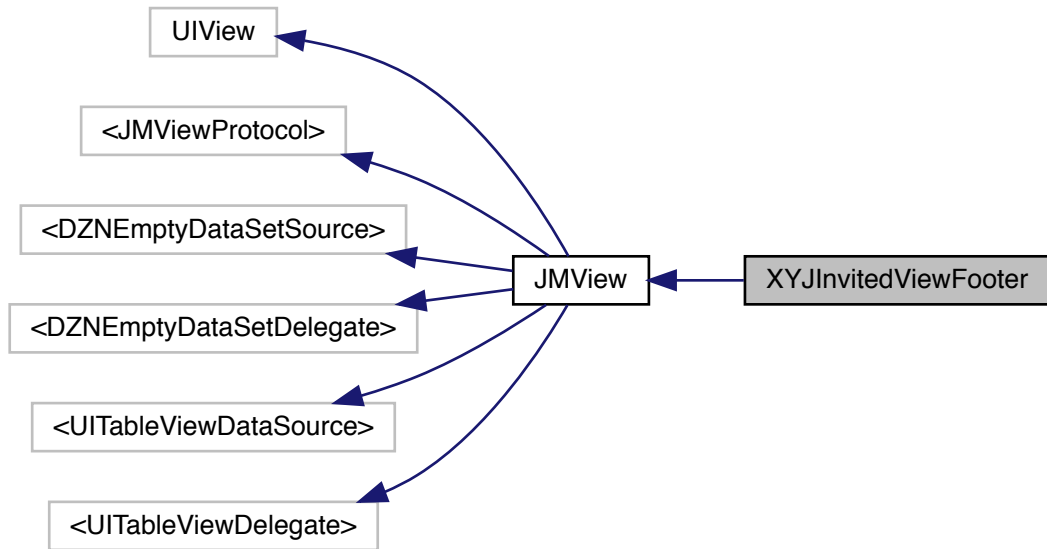 UIView
<JMViewProtocol>
<DZNEmptyDataSetSource>
JMView
XYJInvitedViewFooter
<DZNEmptyDataSetDelegate>
<UITableViewDataSource>
<UITableViewDelegate>